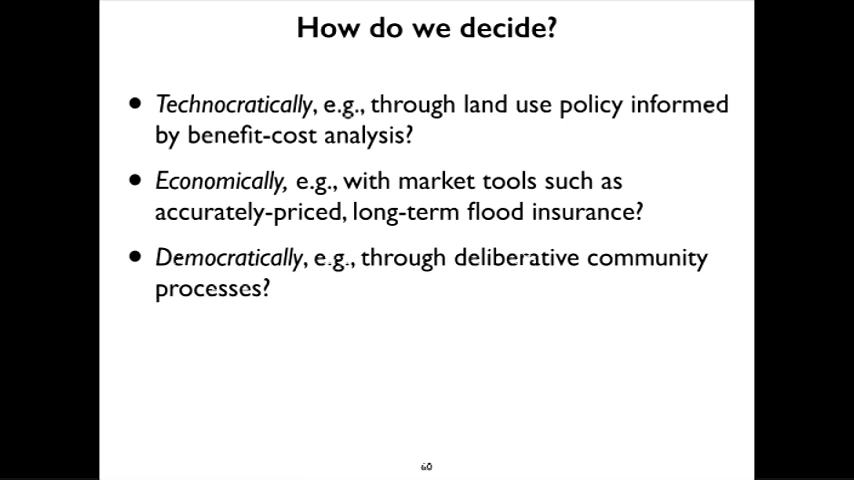 How do we decide?
• Technocratically, e.g., through land use policy informed
by benefit-cost analysis?
• Economically, e.g., with market tools such as
accurately-priced, long-term flood insurance?
• Democratically, e.g., through deliberative community
processes?
60